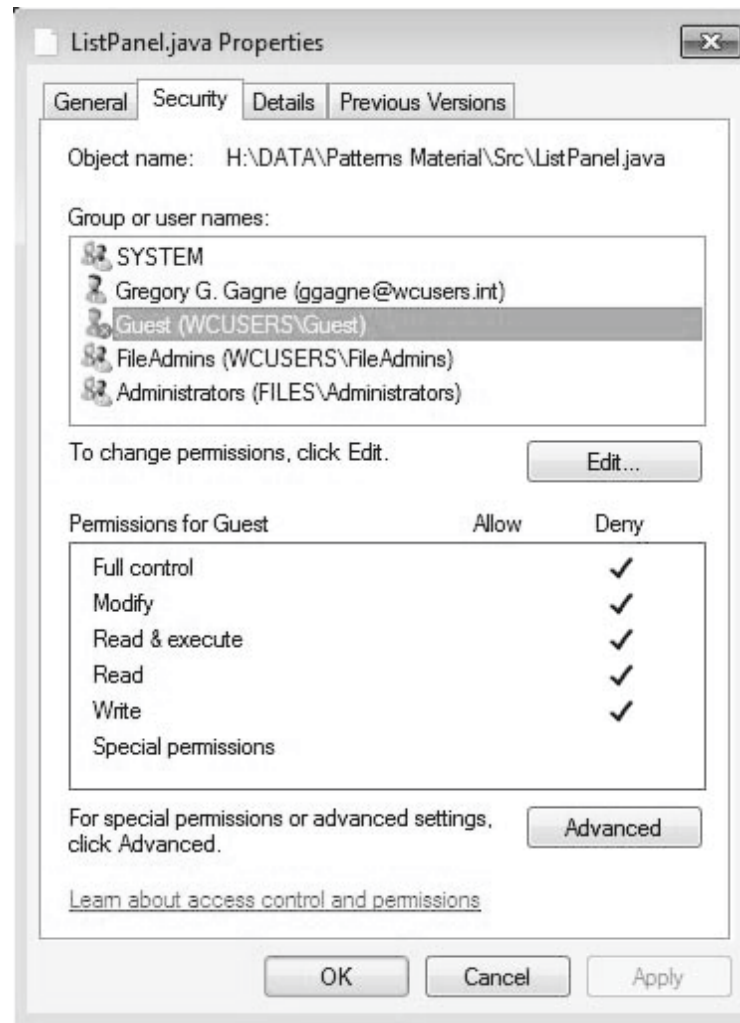 ListPanel.java Properties
General Security Details Previous Versions
Object name: H:\DATA\Patterns Material\Src\ListPanel.java
Group or user names:
SYSTEM
Gregory G. Gagne (ggagne@wcusers.int)
Guest (WCUSERS\Guest)
FileAdmins (WCUSERS\FileAdmins)
Administrators (FILES\Administrators)
To change permissions, click Edit.
Edit...
Permissions for Guest Allow Deny
Full control ✓
Modify ✓
Read & execute ✓
Read ✓
Write ✓
Special permissions
For special permissions or advanced settings,
click Advanced.
Advanced
Learn about access control and permissions
OK Cancel Apply